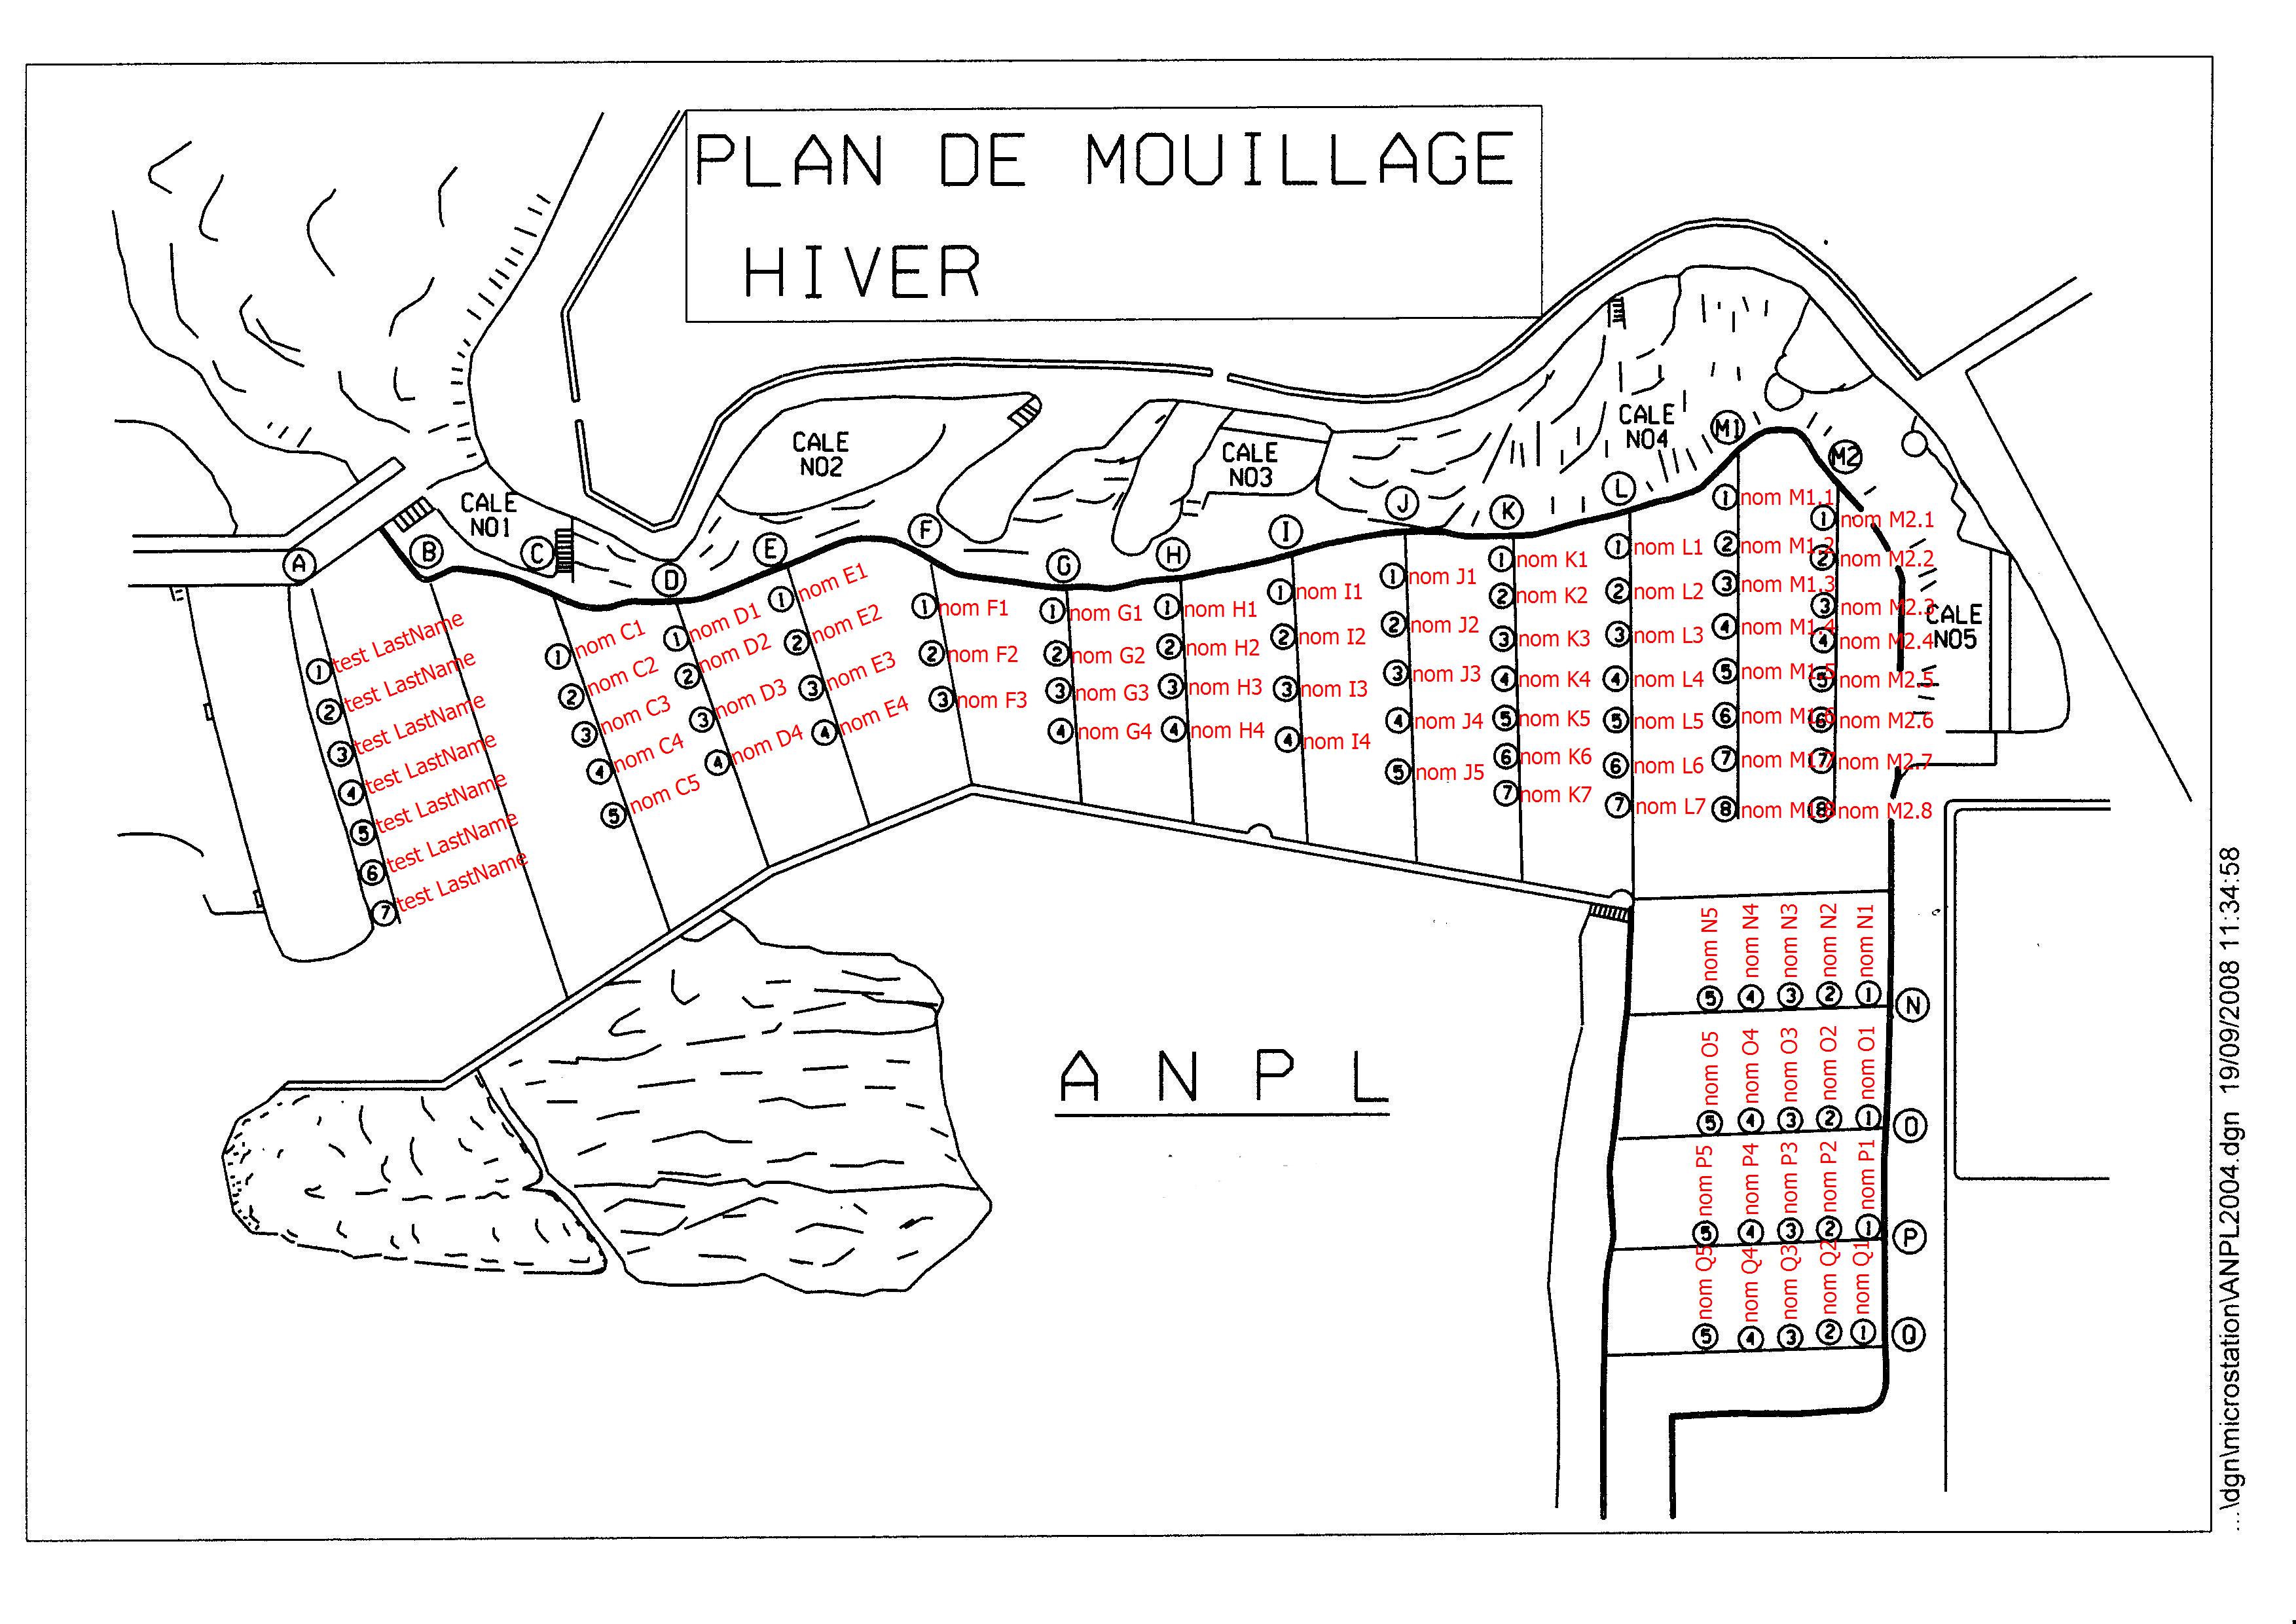 PLAN DE MOUILLAGE
HIVER
CALE
NO1
CALE
NO2
CALE
NO3
CALE
NO4
CALE
NO5
A
1 test LastName
2 test LastName
3 test LastName
4 test LastName
5 test LastName
6 test LastName
7 test LastName
B
C
1 nom C1
2 nom C2
3 nom C3
4 nom C4
5 nom C5
D
1 nom D1
2 nom D2
3 nom D3
4 nom D4
E
1 nom E1
2 nom E2
3 nom E3
4 nom E4
F
1 nom F1
2 nom F2
3 nom F3
G
1 nom G1
2 nom G2
3 nom G3
4 nom G4
H
1 nom H1
2 nom H2
3 nom H3
4 nom H4
I
1 nom I1
2 nom I2
3 nom I3
4 nom I4
J
1 nom J1
2 nom J2
3 nom J3
4 nom J4
5 nom J5
K
1 nom K1
2 nom K2
3 nom K3
4 nom K4
5 nom K5
6 nom K6
7 nom K7
L
1 nom L1
2 nom L2
3 nom L3
4 nom L4
5 nom L5
6 nom L6
7 nom L7
M1
1 nom M1.1
2 nom M1.2
3 nom M1.3
4 nom M1.4
5 nom M1.5
6 nom M1.6
7 nom M1.7
8 nom M1.8
M2
1 nom M2.1
2 nom M2.2
3 nom M2.3
4 nom M2.4
5 nom M2.5
6 nom M2.6
7 nom M2.7
8 nom M2.8
N
5 nom N5
4 nom N4
3 nom N3
2 nom N2
1 nom N1
O
5 nom O5
4 nom O4
3 nom O3
2 nom O2
1 nom O1
P
5 nom P5
4 nom P4
3 nom P3
2 nom P2
1 nom P1
Q
5 nom Q5
4 nom Q4
3 nom Q3
2 nom Q2
1 nom Q1
A N P L
...\dgn\microstation\ANPL2004.dgn 19/09/2008 11:34:58